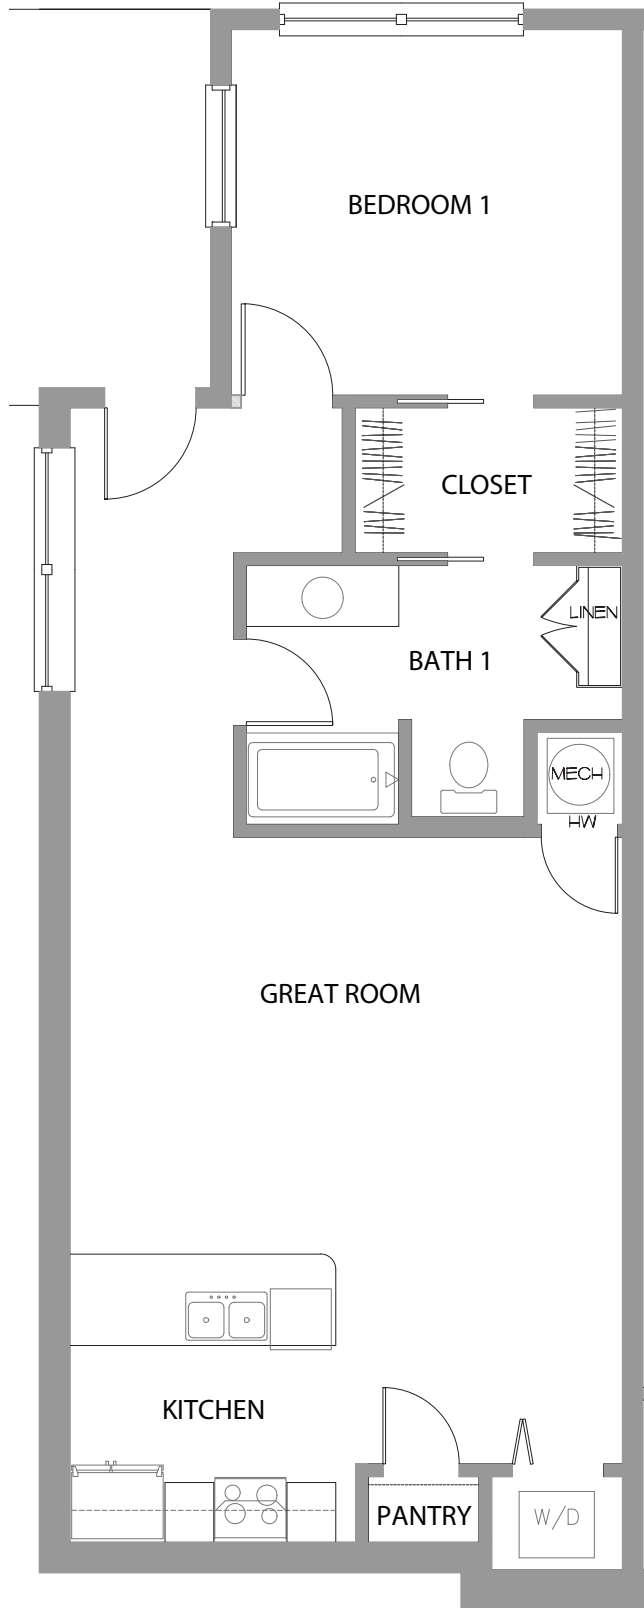 BEDROOM 1
CLOSET
LINEN
BATH 1
MECH
HW
GREAT ROOM
KITCHEN
PANTRY
W/D